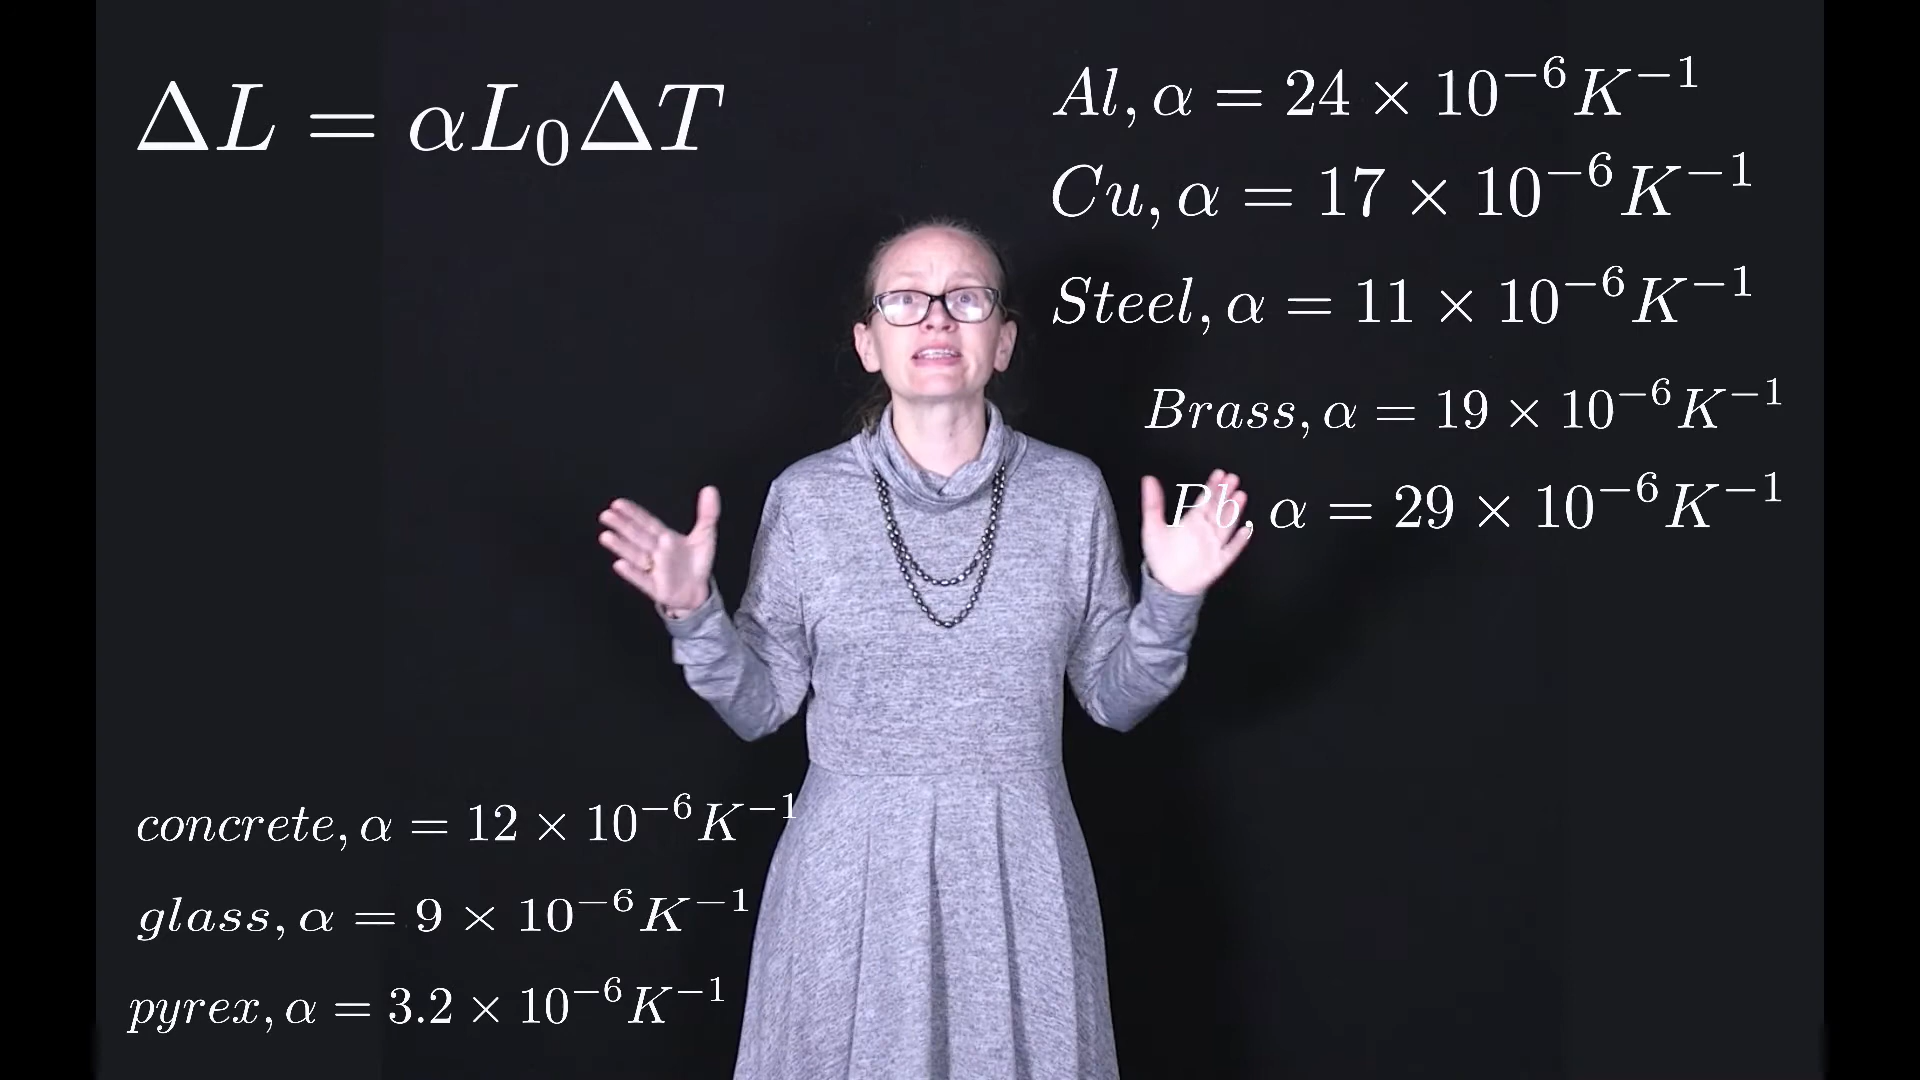 ΔL = αL₀ΔT
Al, α = 24 × 10⁻⁶K⁻¹
Cu, α = 17 × 10⁻⁶K⁻¹
Steel, α = 11 × 10⁻⁶K⁻¹
Brass, α = 19 × 10⁻⁶K⁻¹
Pb, α = 29 × 10⁻⁶K⁻¹
concrete, α = 12 × 10⁻⁶K⁻¹
glass, α = 9 × 10⁻⁶K⁻¹
pyrex, α = 3.2 × 10⁻⁶K⁻¹